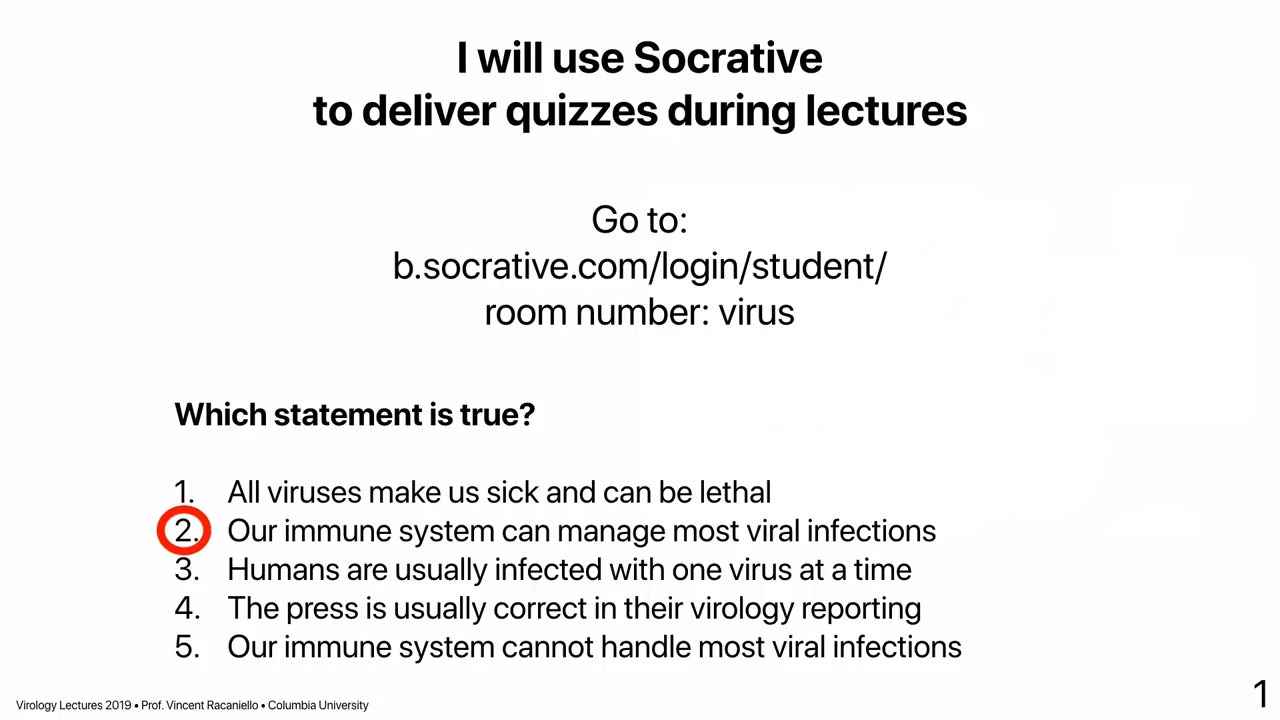 I will use Socrative
to deliver quizzes during lectures
Go to:
b.socrative.com/login/student/
room number: virus
Which statement is true?
1. All viruses make us sick and can be lethal
2. Our immune system can manage most viral infections
3. Humans are usually infected with one virus at a time
4. The press is usually correct in their virology reporting
5. Our immune system cannot handle most viral infections
Virology Lectures 2019 • Prof. Vincent Racaniello • Columbia University
1